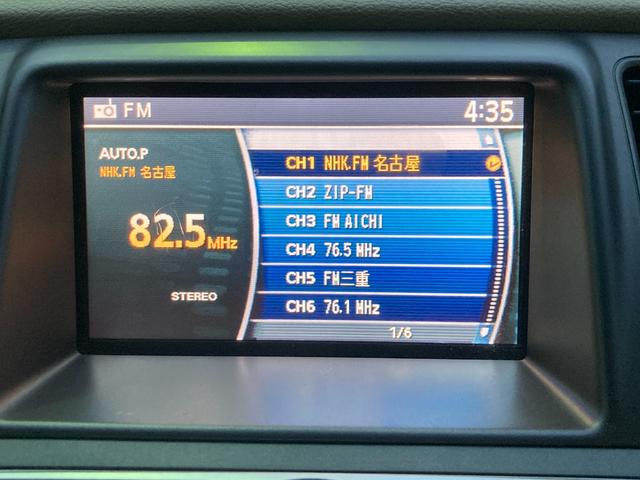 FM 4:35
AUTO.P
NHK.FM 名古屋
82.5 MHz
STEREO
CH1 NHK.FM 名古屋
CH2 ZIP-FM
CH3 FM AICHI
CH4 76.5 MHz
CH5 FM三重
CH6 76.1 MHz
1/6